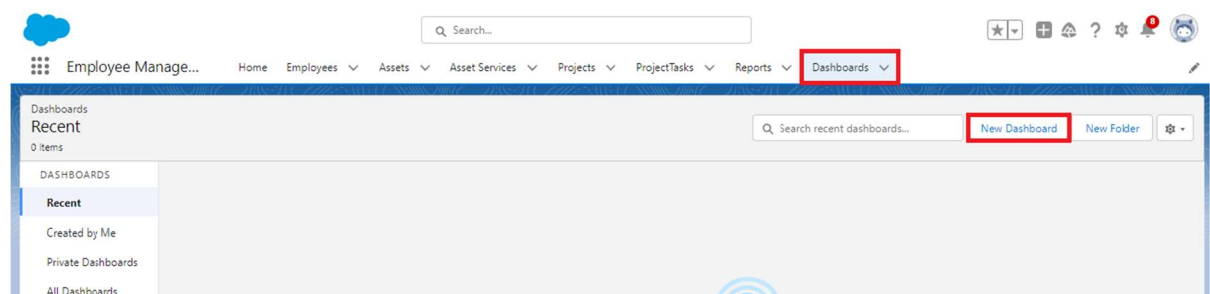 Search...
8
Employee Manage... Home Employees Assets Asset Services Projects ProjectTasks Reports Dashboards
Dashboards
Recent
0 items
Search recent dashboards... New Dashboard New Folder
DASHBOARDS
Recent
Created by Me
Private Dashboards
All Dashboards